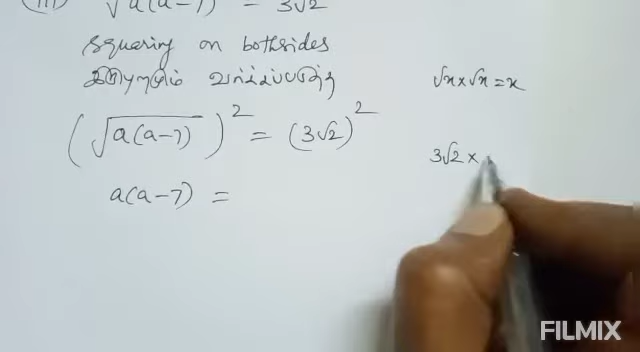 (iii) √a(a-7) = 3√2
squaring on bothsides
இருபுறமும் வர்க்கப்படுத்த
√x x √x = x
(√a(a-7))² = (3√2)²
3√2 x
a(a-7) =
FILMIX